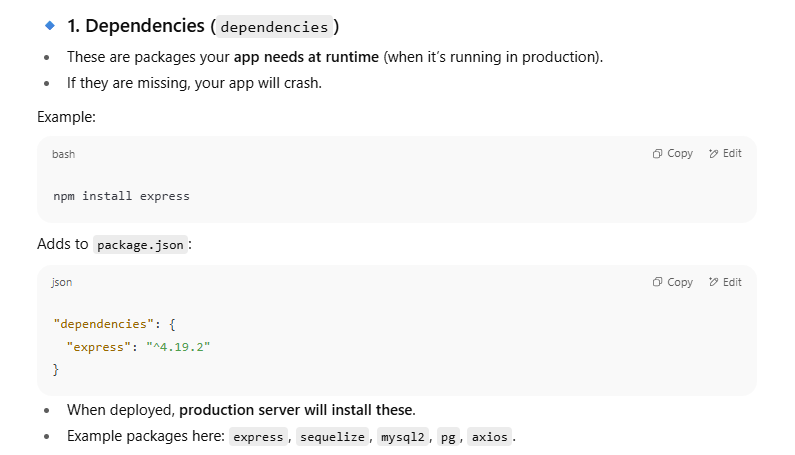 1. Dependencies (dependencies)
• These are packages your app needs at runtime (when it's running in production).
• If they are missing, your app will crash.
Example:
bash Copy Edit
npm install express
Adds to package.json:
json Copy Edit
"dependencies": {
  "express": "^4.19.2"
}
• When deployed, production server will install these.
• Example packages here: express, sequelize, mysql2, pg, axios.